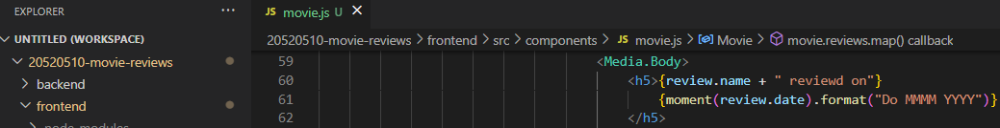 EXPLORER
···
JS movie.js U ×
UNTITLED (WORKSPACE)
20520510-movie-reviews > frontend > src > components > JS movie.js > Movie > movie.reviews.map() callback
20520510-movie-reviews
backend
frontend
node_modules
59 <Media.Body>
60 <h5>{review.name + " reviewd on"}
61 {moment(review.date).format("Do MMMM YYYY")}
62 </h5>